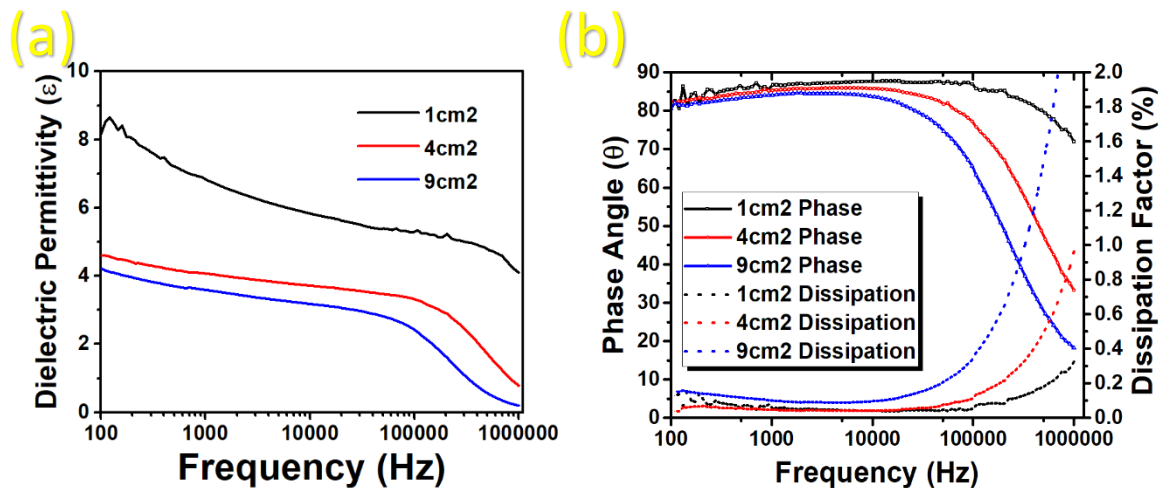 (a)
10
8
6
4
2
0
Dielectric Permittivity (ε)
1cm2
4cm2
9cm2
100 1000 10000 100000 1000000
Frequency (Hz)
(b)
90
80
70
60
50
40
30
20
10
0
Phase Angle (θ)
1cm2 Phase
4cm2 Phase
9cm2 Phase
1cm2 Dissipation
4cm2 Dissipation
9cm2 Dissipation
2.0
1.8
1.6
1.4
1.2
1.0
0.8
0.6
0.4
0.2
0.0
Dissipation Factor (%)
100 1000 10000 100000 1000000
Frequency (Hz)